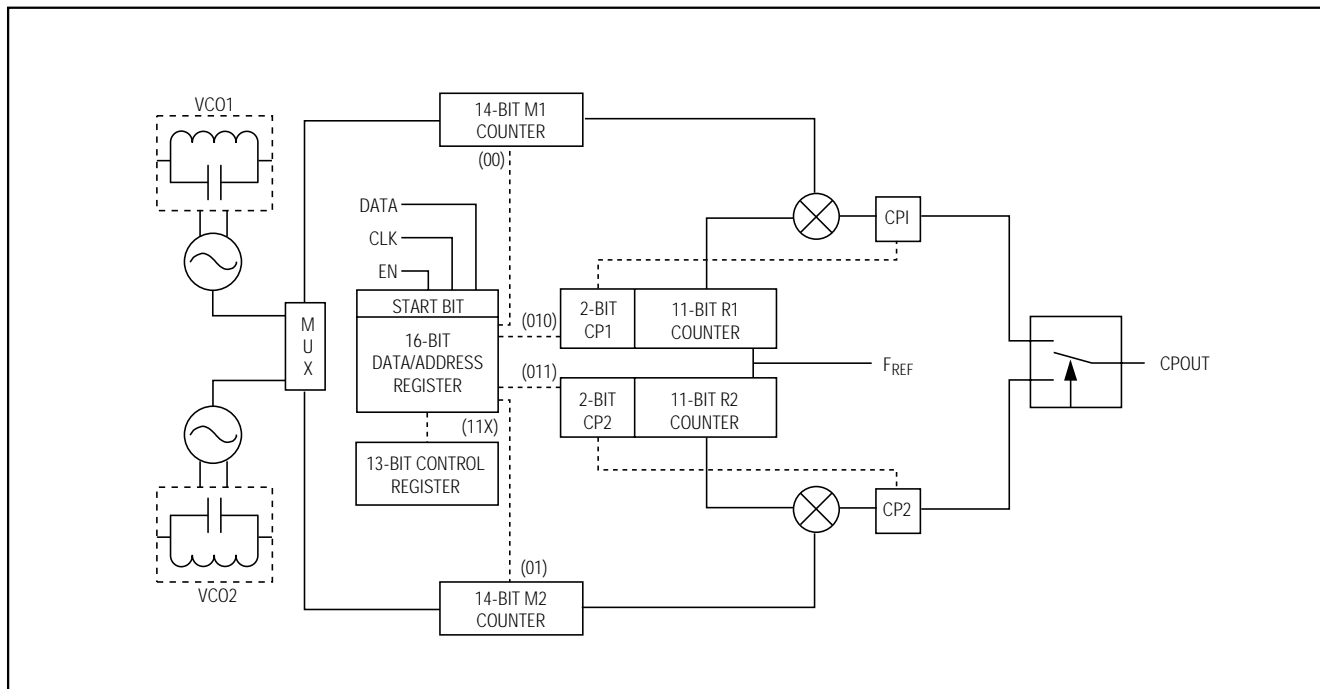 VCO1
14-BIT M1
COUNTER
(00)
DATA
CLK
EN
START BIT
16-BIT
DATA/ADDRESS
REGISTER
MUX
(010)
2-BIT
CP1
11-BIT R1
COUNTER
CP1
FREF
CPOUT
(011)
2-BIT
CP2
11-BIT R2
COUNTER
(11X)
13-BIT CONTROL
REGISTER
CP2
(01)
14-BIT M2
COUNTER
VCO2